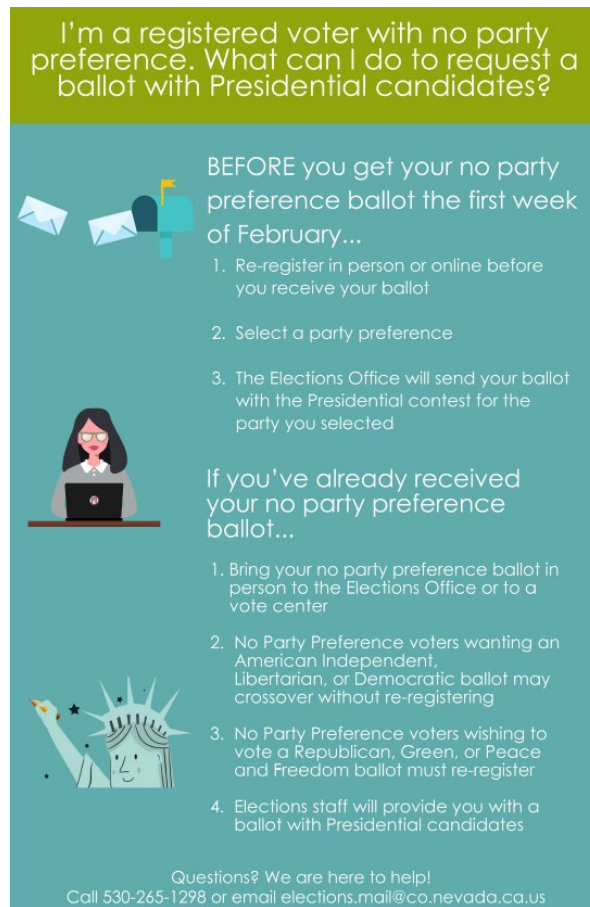 I'm a registered voter with no party
preference. What can I do to request a
ballot with Presidential candidates?
BEFORE you get your no party
preference ballot the first week
of February...
1. Re-register in person or online before
you receive your ballot
2. Select a party preference
3. The Elections Office will send your ballot
with the Presidential contest for the
party you selected
If you've already received
your no party preference
ballot...
1. Bring your no party preference ballot in
person to the Elections Office or to a
vote center
2. No Party Preference voters wanting an
American Independent,
Libertarian, or Democratic ballot may
crossover without re-registering
3. No Party Preference voters wishing to
vote a Republican, Green, or Peace
and Freedom ballot must re-register
4. Elections staff will provide you with a
ballot with Presidential candidates
Questions? We are here to help!
Call 530-265-1298 or email elections.mail@co.nevada.ca.us